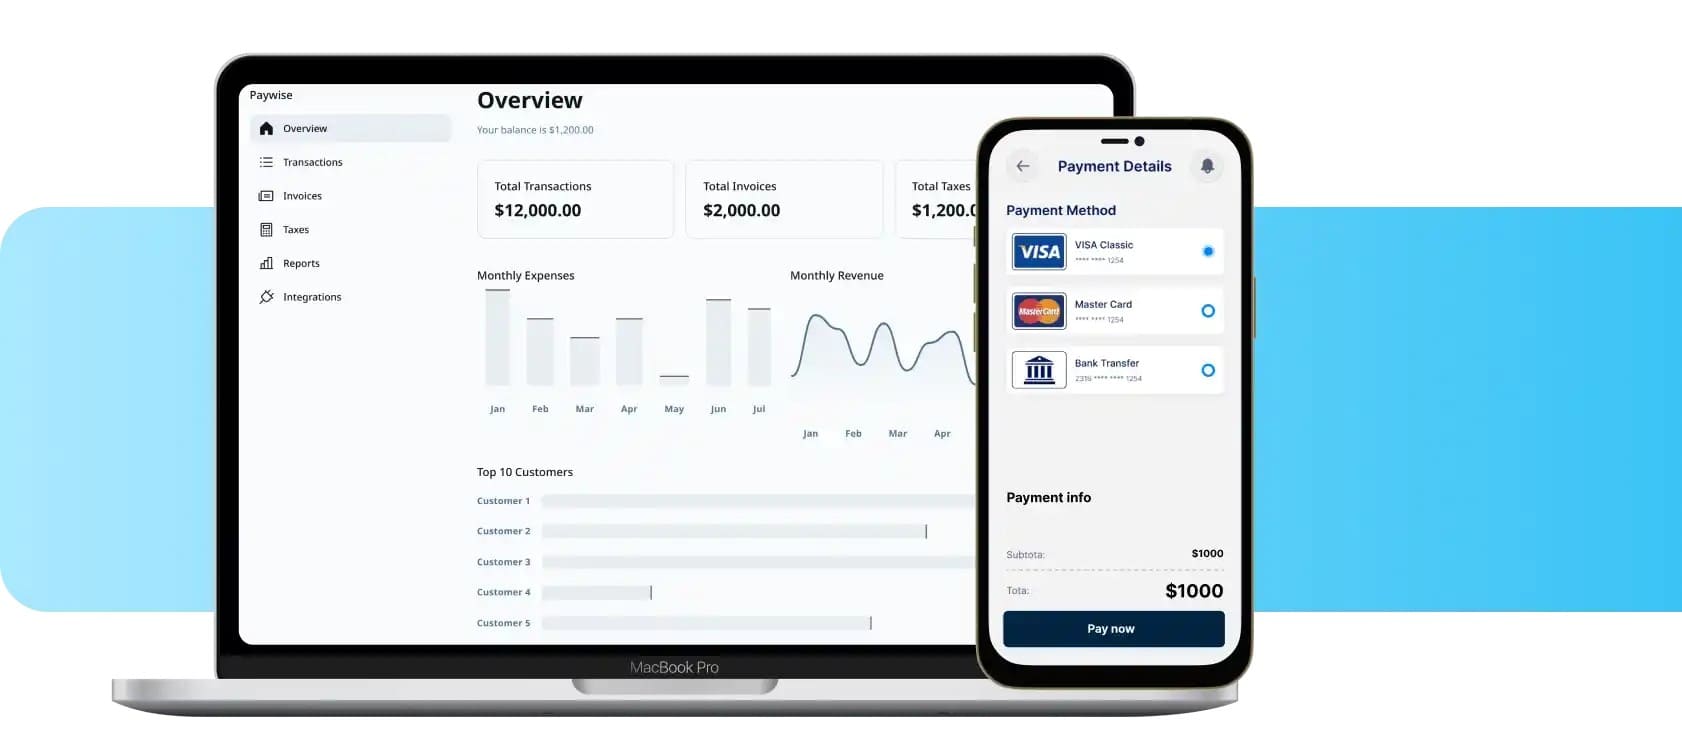 Paywise
Overview
Transactions
Invoices
Taxes
Reports
Integrations
Overview
Your balance is $1,200.00
Total Transactions
$12,000.00
Total Invoices
$2,000.00
Total Taxes
$1,200.0
Monthly Expenses
Jan Feb Mar Apr May Jun Jul
Monthly Revenue
Jan Feb Mar Apr
Top 10 Customers
Customer 1
Customer 2
Customer 3
Customer 4
Customer 5
MacBook Pro
Payment Details
Payment Method
VISA
VISA Classic
**** **** 1254
MasterCard
Master Card
**** **** 1254
Bank Transfer
2316 **** **** 1254
Payment info
Subtota: $1000
Tota: $1000
Pay now